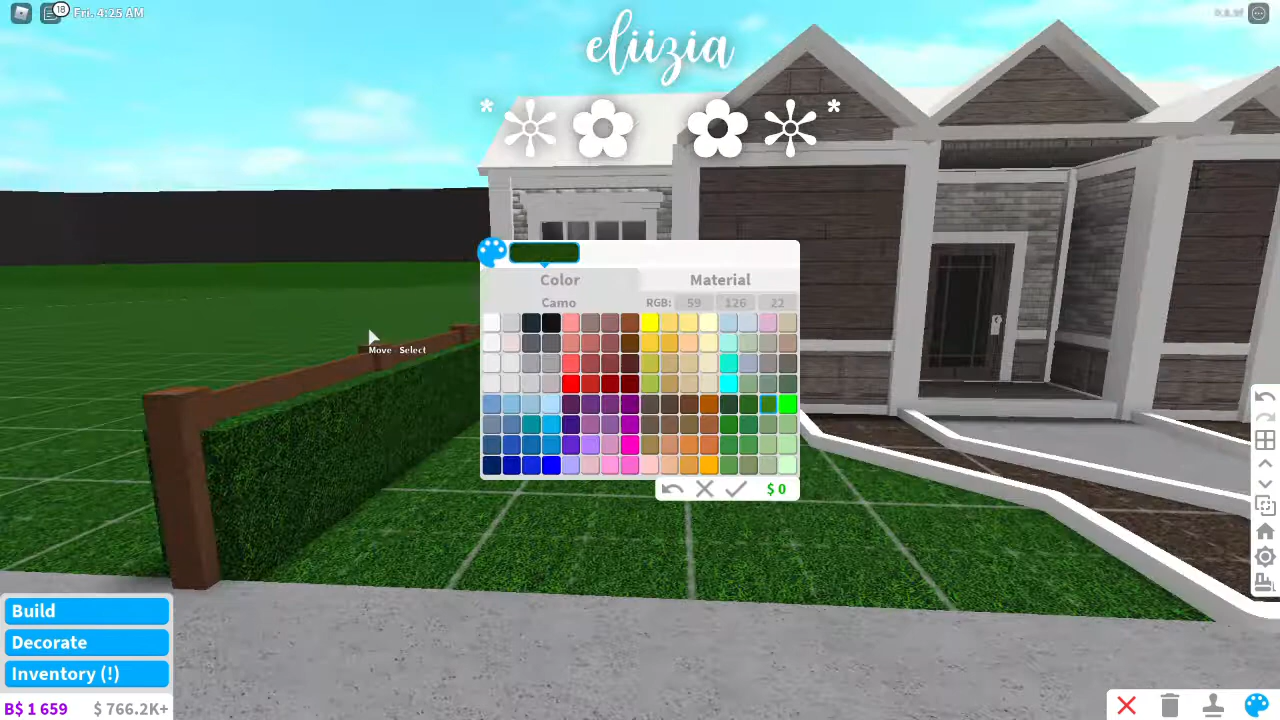 18
Fri. 4:25 AM
eliizia
Color
Material
Camo
RGB: 59 126 22
Move Select
$ 0
Build
Decorate
Inventory (!)
B$ 1 659
$ 766.2K+